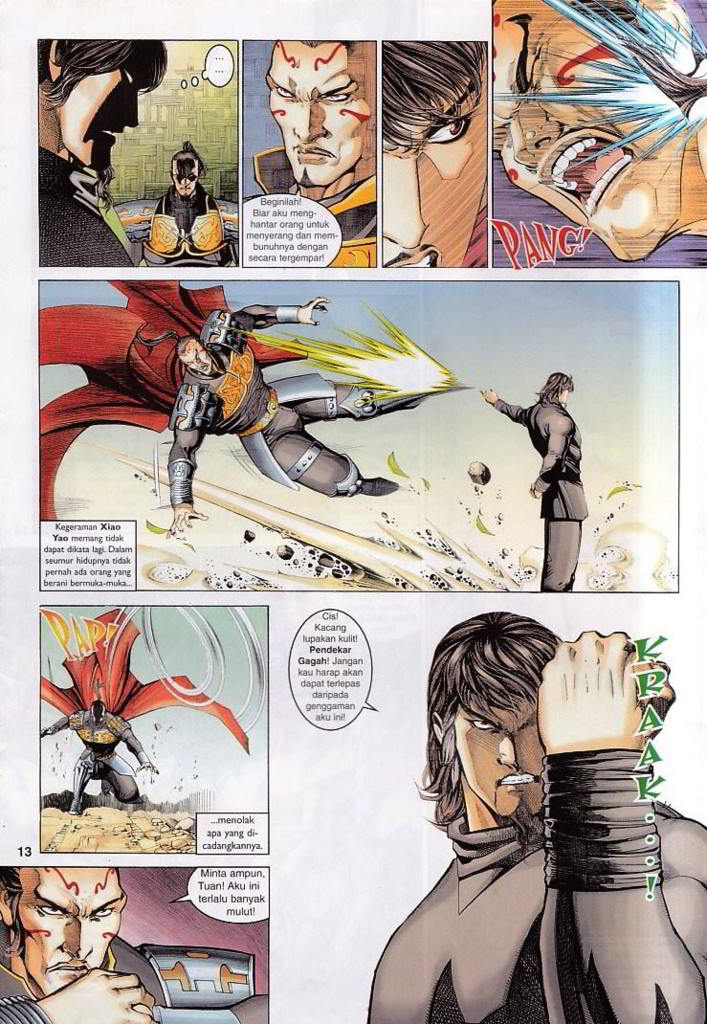 ... ...
Beginilah!
Biar aku meng-
hantar orang untuk
menyerang dan mem-
bunuhnya dengan
secara tergempar!
PANG!
Kegeraman Xiao
Yao memang tidak
dapat dikata lagi. Dalam
seumur hidupnya tidak
pernah ada orang yang
berani bermuka-muka...
PAP!
...menolak
apa yang di-
cadangkannya.
Cis!
Kacang
lupakan kulit!
Pendekar
Gagah! Jangan
kau harap akan
dapat terlepas
daripada
genggaman
aku ini!
KRAAK...!
13
Minta ampun,
Tuan! Aku ini
terlalu banyak
mulut!